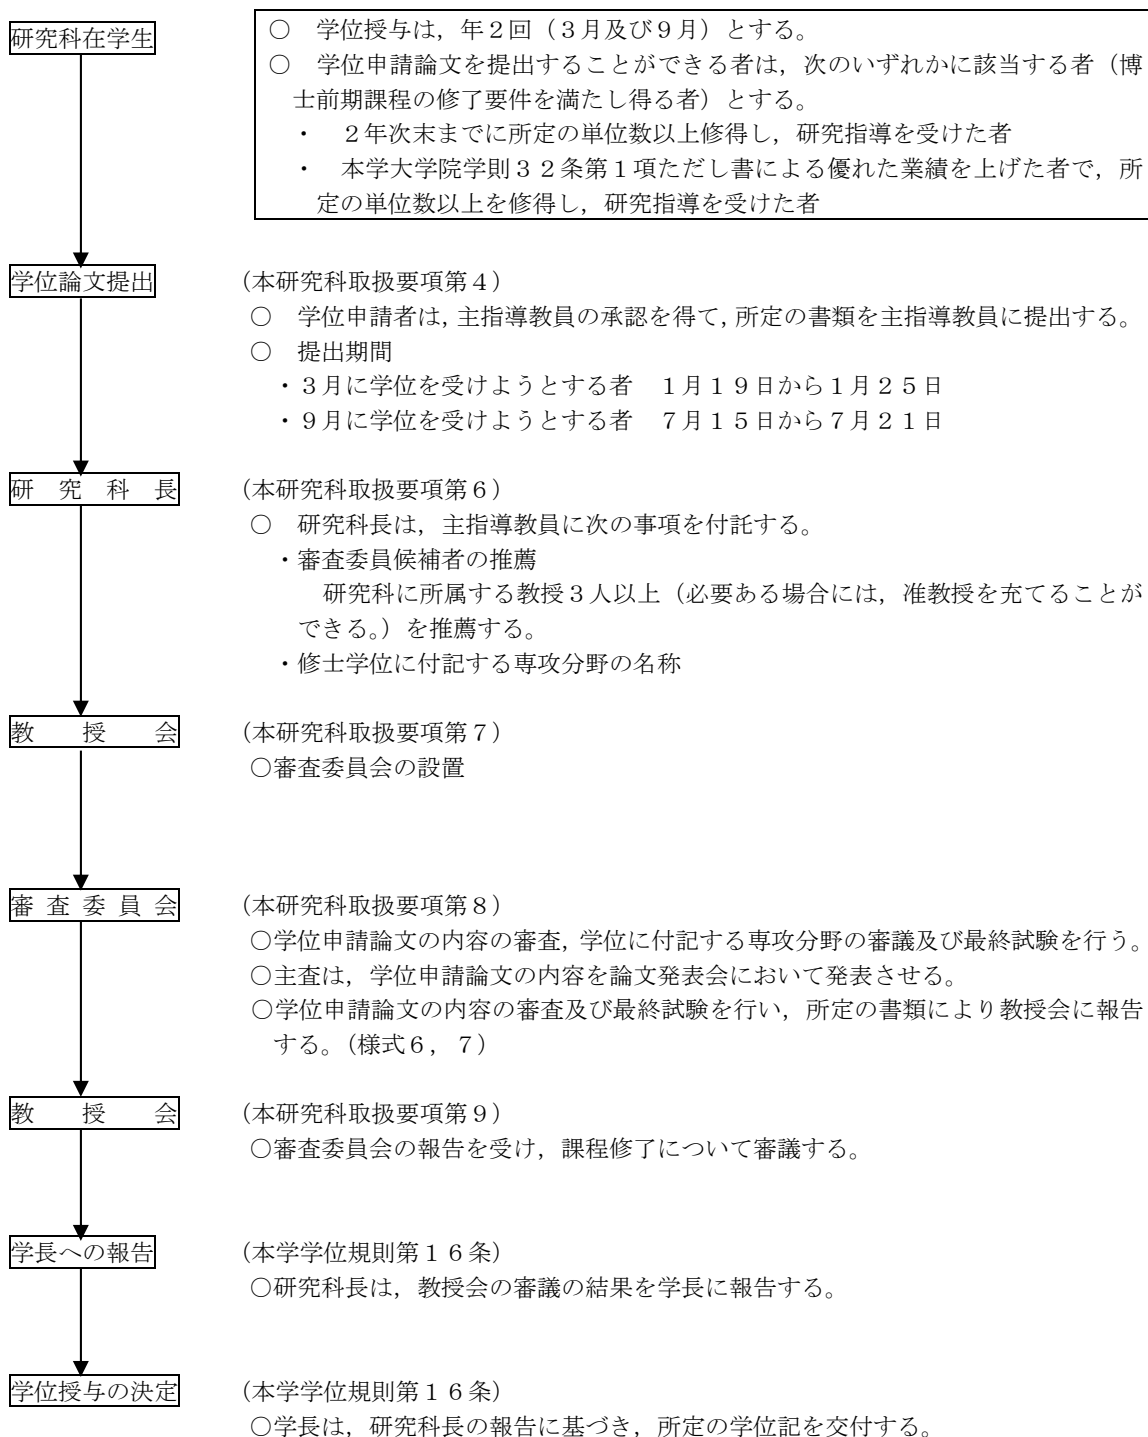 研究科在学生
○　学位授与は，年２回（３月及び９月）とする。
○　学位申請論文を提出することができる者は，次のいずれかに該当する者（博
士前期課程の修了要件を満たし得る者）とする。
・　２年次末までに所定の単位数以上修得し，研究指導を受けた者
・　本学大学院学則３２条第１項ただし書による優れた業績を上げた者で，所
定の単位数以上を修得し，研究指導を受けた者
学位論文提出
（本研究科取扱要項第４）
○　学位申請者は，主指導教員の承認を得て，所定の書類を主指導教員に提出する。
○　提出期間
・３月に学位を受けようとする者　１月１９日から１月２５日
・９月に学位を受けようとする者　７月１５日から７月２１日
研　究　科　長
（本研究科取扱要項第６）
○　研究科長は，主指導教員に次の事項を付託する。
・審査委員候補者の推薦
研究科に所属する教授３人以上（必要ある場合には，准教授を充てることが
できる。）を推薦する。
・修士学位に付記する専攻分野の名称
教　　授　　会
（本研究科取扱要項第７）
○審査委員会の設置
審 査 委 員 会
（本研究科取扱要項第８）
○学位申請論文の内容の審査，学位に付記する専攻分野の審議及び最終試験を行う。
○主査は，学位申請論文の内容を論文発表会において発表させる。
○学位申請論文の内容の審査及び最終試験を行い，所定の書類により教授会に報告
する。（様式６，７）
教　　授　　会
（本研究科取扱要項第９）
○審査委員会の報告を受け，課程修了について審議する。
学長への報告
（本学学位規則第１６条）
○研究科長は，教授会の審議の結果を学長に報告する。
学位授与の決定
（本学学位規則第１６条）
○学長は，研究科長の報告に基づき，所定の学位記を交付する。